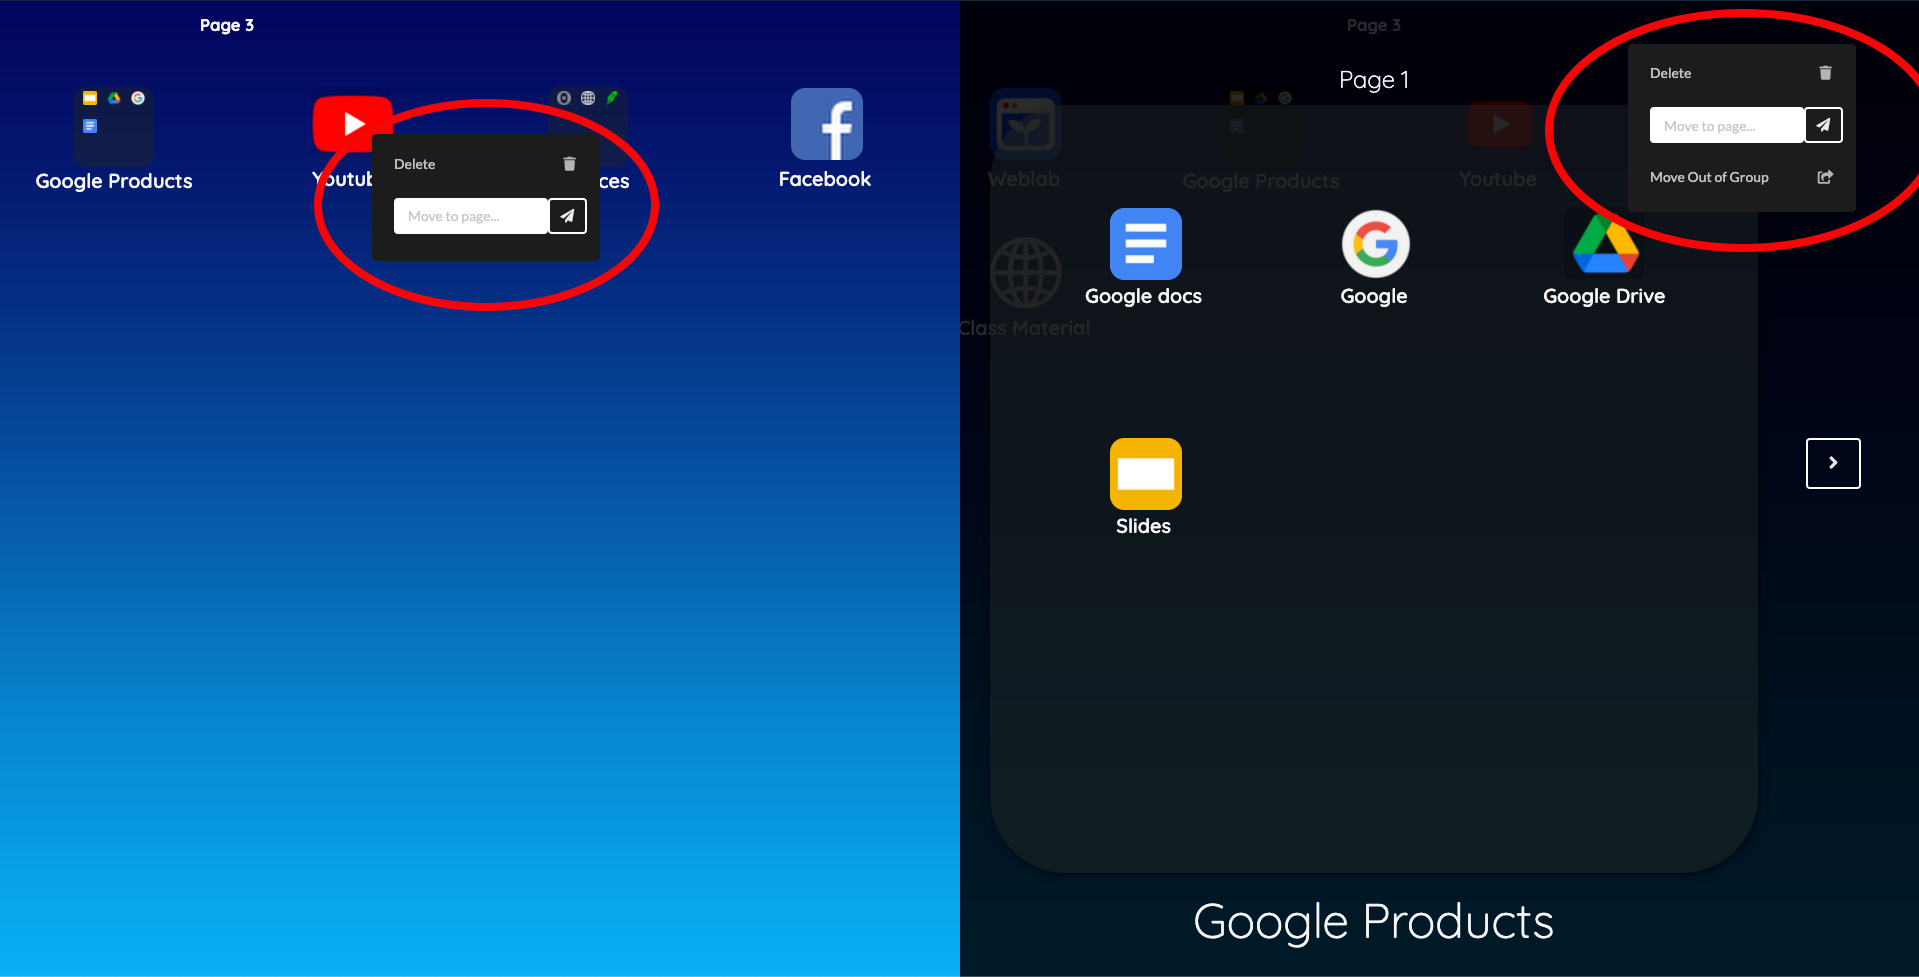 Page 3
Google Products
Youtub
ces
Facebook
Delete
Move to page...
Page 3
Page 1
Weblab
Google Products
Youtube
Class Material
Delete
Move to page...
Move Out of Group
Google docs
Google
Google Drive
Slides
Google Products